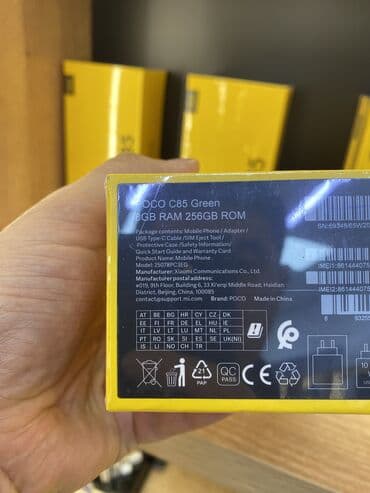 POCO C85 Green
8GB RAM 256GB ROM
Package contents: Mobile Phone / Adapter /
USB Type-C Cable / SIM Eject Tool /
Protective Case / Safety Information/
Quick Start Guide and Warranty Card
Product Name: Mobile Phone
Model: 25078PC3EG
Manufacturer: Xiaomi Communications Co., Ltd.
Manufacturer postal address:
#019, 9th Floor, Building 6, 33 Xi'erqi Middle Road, Haidian
District, Beijing, China, 100085
contact:support.mi.com Brand: POCO Made in China
AT BE BG HR CY CZ DK
EE FI FR DE GR HU IE
IT LV LT LU MT NL PL
PT RO SK SI ES SE UK(NI)
IS LI NO CH TR
21
PAP
QC
PASS
CE